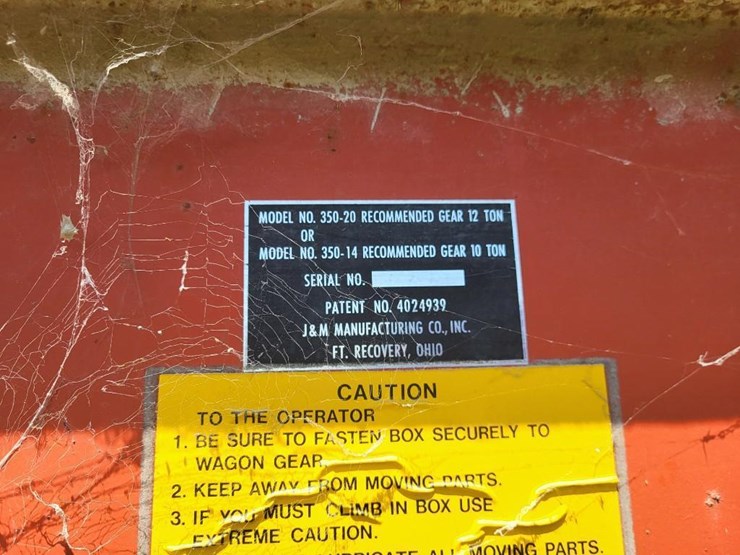 MODEL NO. 350-20 RECOMMENDED GEAR 12 TON
OR
MODEL NO. 350-14 RECOMMENDED GEAR 10 TON
SERIAL NO.
PATENT NO. 4024939
J&M MANUFACTURING CO., INC.
FT. RECOVERY, OHIO
CAUTION
TO THE OPERATOR
1. BE SURE TO FASTEN BOX SECURELY TO
WAGON GEAR
2. KEEP AWAY FROM MOVING PARTS.
3. IF YOU MUST CLIMB IN BOX USE
EXTREME CAUTION.
ALL MOVING PARTS.